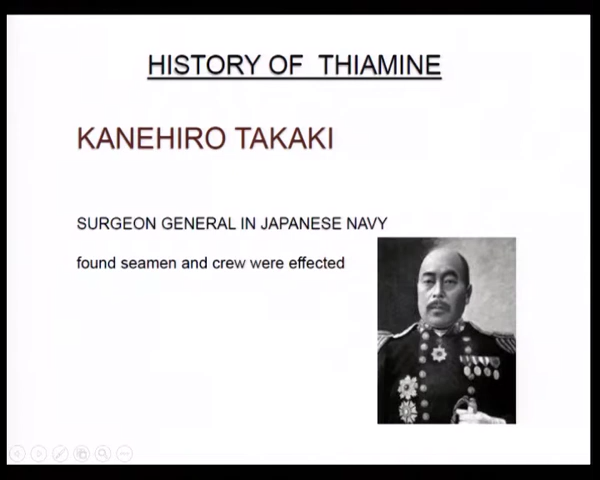 HISTORY OF THIAMINE
KANEHIRO TAKAKI
SURGEON GENERAL IN JAPANESE NAVY
found seamen and crew were effected